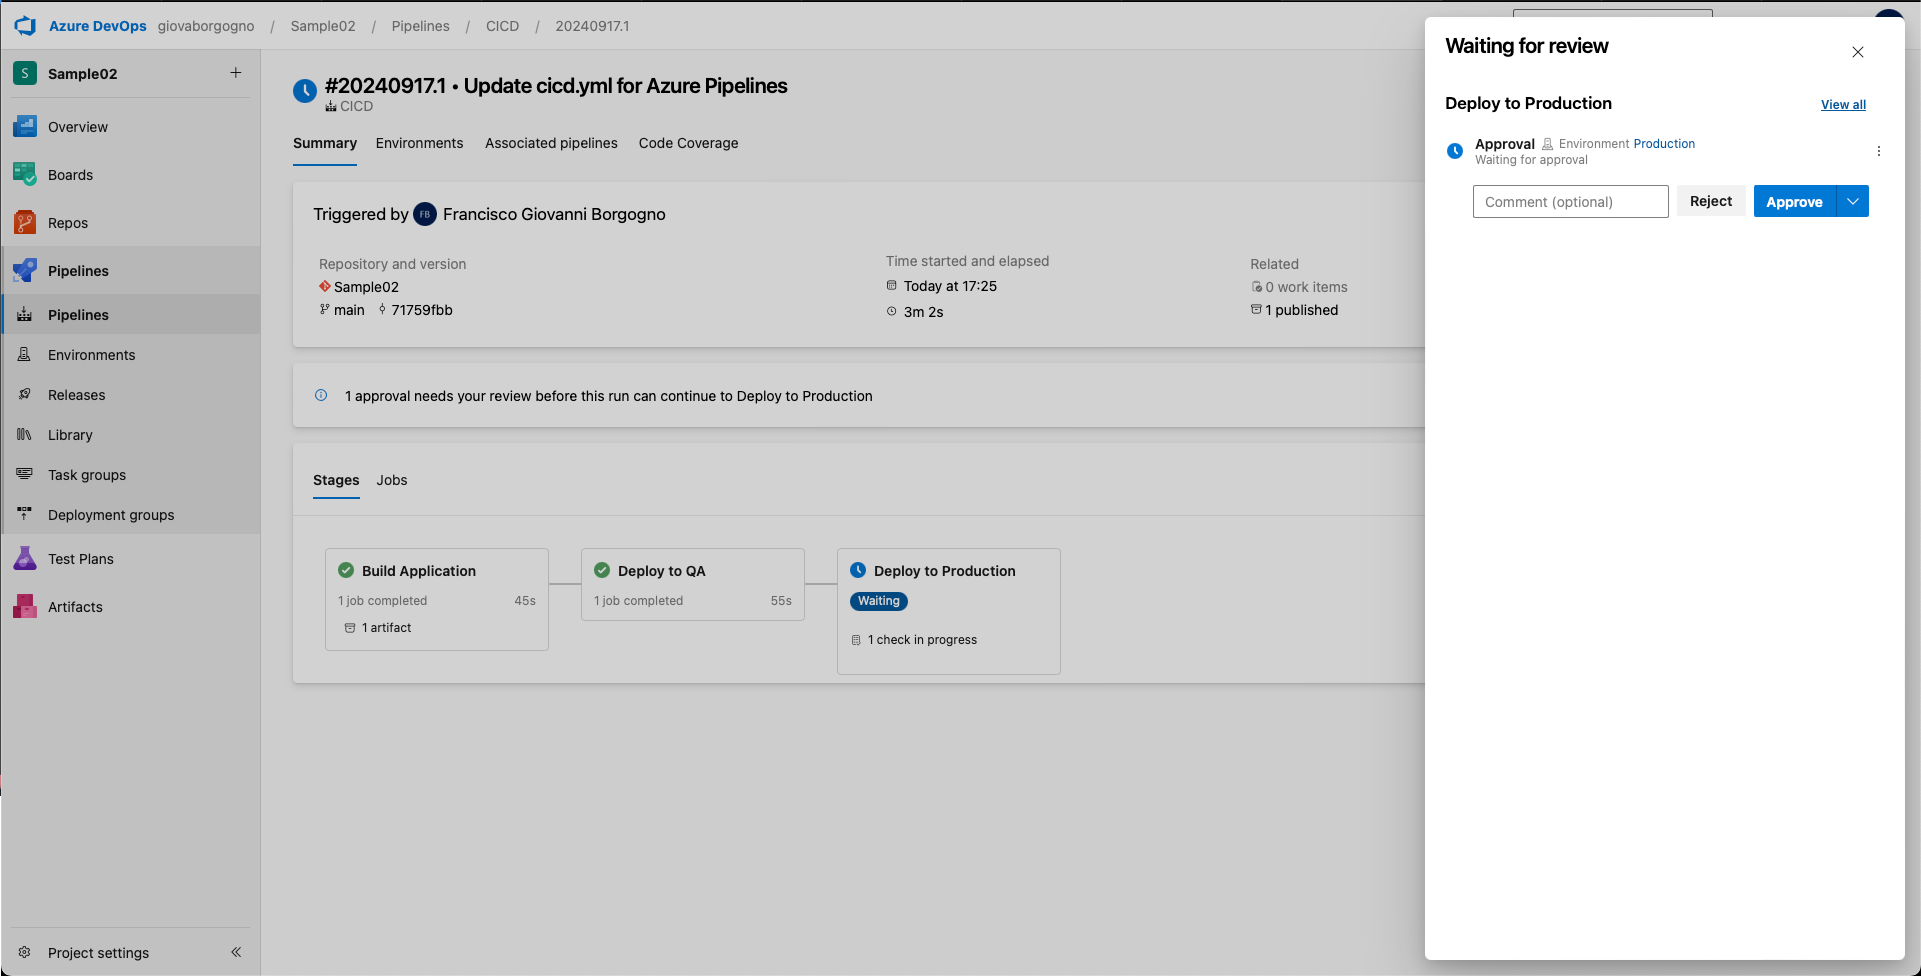 Azure DevOps giovaborgogno / Sample02 / Pipelines / CICD / 20240917.1
S Sample02
Overview
Boards
Repos
Pipelines
Pipelines
Environments
Releases
Library
Task groups
Deployment groups
Test Plans
Artifacts
Project settings
#20240917.1 • Update cicd.yml for Azure Pipelines
CICD
Summary Environments Associated pipelines Code Coverage
Triggered by FB Francisco Giovanni Borgogno
Repository and version
Sample02
main 71759fbb
Time started and elapsed
Today at 17:25
3m 2s
Related
0 work items
1 published
1 approval needs your review before this run can continue to Deploy to Production
Stages Jobs
Build Application
1 job completed 45s
1 artifact
Deploy to QA
1 job completed 55s
Deploy to Production
Waiting
1 check in progress
Waiting for review
Deploy to Production View all
Approval Environment Production
Waiting for approval
Comment (optional) Reject Approve